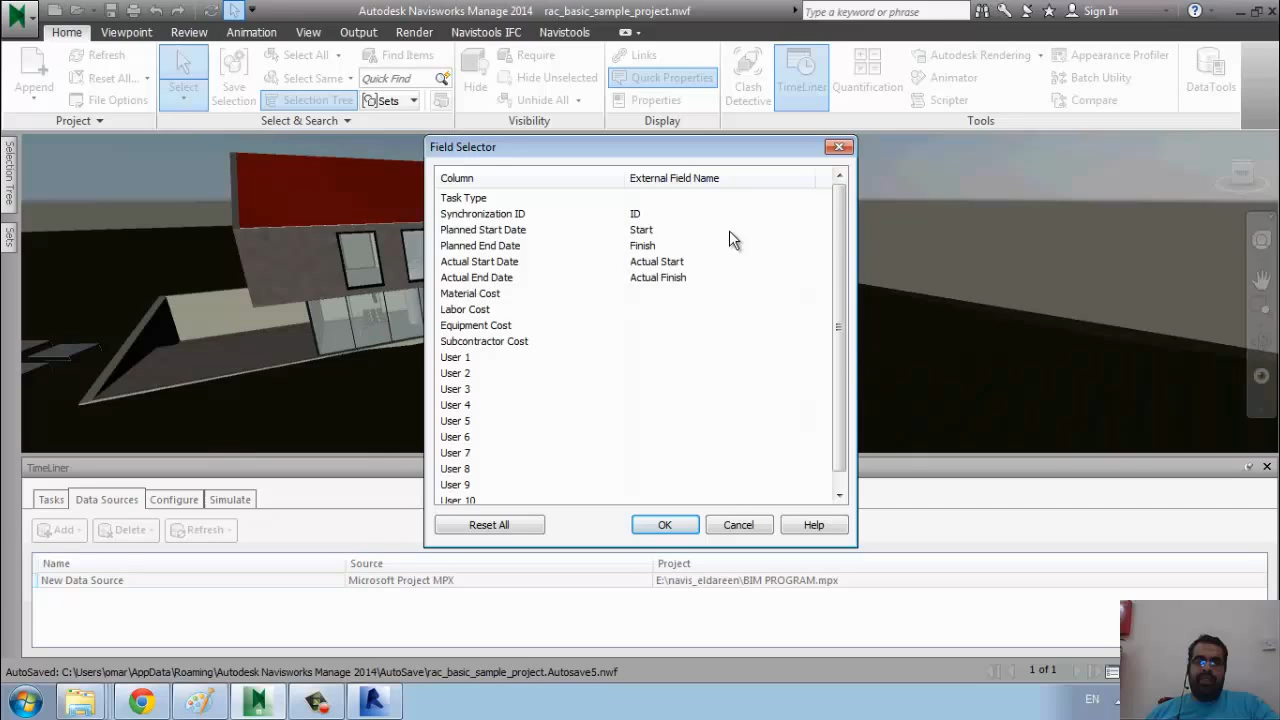 Autodesk Navisworks Manage 2014 rac_basic_sample_project.nwf
Type a keyword or phrase
Sign In
Home Viewpoint Review Animation View Output Render Navistools IFC Navistools
Append
Refresh
Reset All...
File Options
Project
Select
Save Selection
Select All
Select Same
Selection Tree
Find Items
Quick Find
Sets
Select & Search
Hide
Require
Hide Unselected
Unhide All
Visibility
Links
Quick Properties
Properties
Display
Clash Detective
TimeLiner
Quantification
Autodesk Rendering
Animator
Scripter
Appearance Profiler
Batch Utility
Compare
DataTools
Tools
Selection Tree
Sets
Field Selector
Column External Field Name
Task Type
Synchronization ID ID
Planned Start Date Start
Planned End Date Finish
Actual Start Date Actual Start
Actual End Date Actual Finish
Material Cost
Labor Cost
Equipment Cost
Subcontractor Cost
User 1
User 2
User 3
User 4
User 5
User 6
User 7
User 8
User 9
User 10
Reset All OK Cancel Help
TimeLiner
Tasks Data Sources Configure Simulate
Add Delete Refresh
Name Source Project
New Data Source Microsoft Project MPX E:\navis_eldareen\BIM PROGRAM.mpx
AutoSaved: C:\Users\omar\AppData\Roaming\Autodesk Navisworks Manage 2014\AutoSave\rac_basic_sample_project.Autosave5.nwf
1 of 1
EN